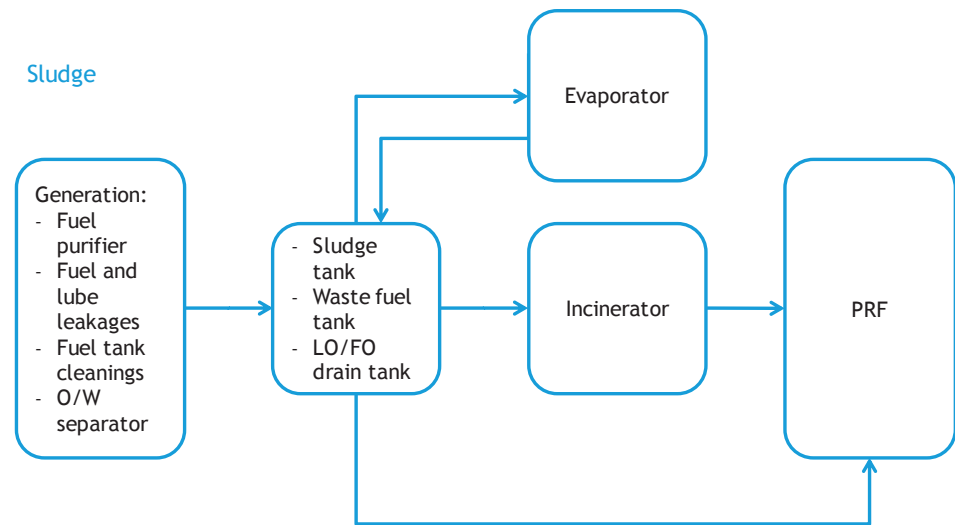 Sludge
Evaporator
Generation:
- Fuel
purifier
- Fuel and
lube
leakages
- Fuel tank
cleanings
- O/W
separator
- Sludge
tank
- Waste fuel
tank
- LO/FO
drain tank
Incinerator
PRF